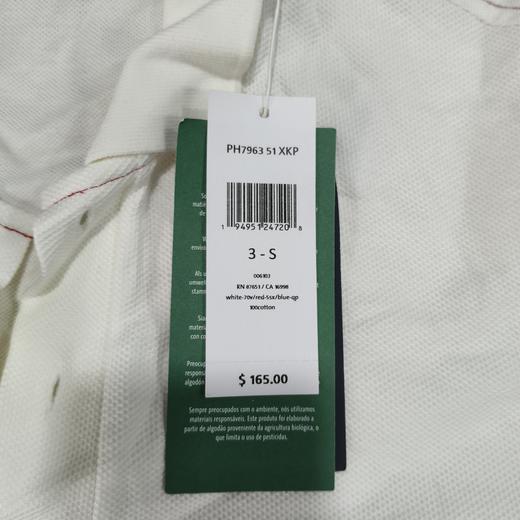 PH7963 51 XKP
1 94951 24720 8
3 - S
006103
RN 87651 / CA 16998
white-70v/red-5sx/blue-qp
100cotton
$ 165.00
Sempre preocupados com o ambiente, nós utilizamos
materiais responsáveis. Este produto foi elaborado a
partir de algodão proveniente da agricultura biológica, o
que limita o uso de pesticidas.